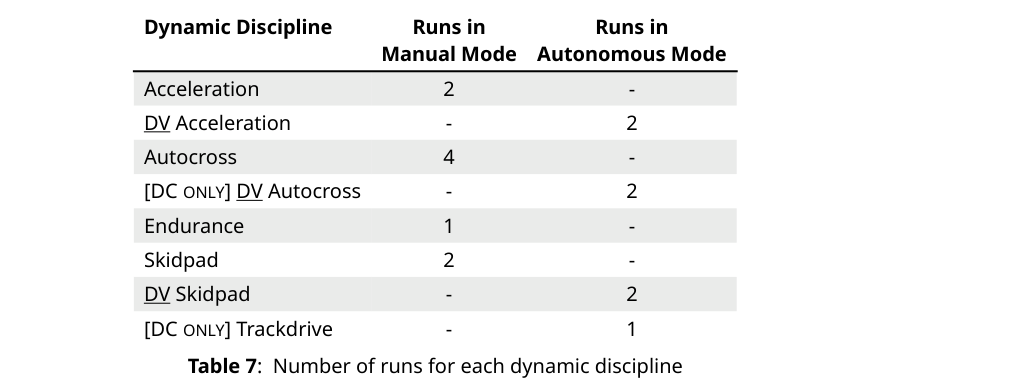 Dynamic Discipline Runs in Manual Mode Runs in Autonomous Mode
Acceleration 2 -
DV Acceleration - 2
Autocross 4 -
[DC ONLY] DV Autocross - 2
Endurance 1 -
Skidpad 2 -
DV Skidpad - 2
[DC ONLY] Trackdrive - 1
Table 7: Number of runs for each dynamic discipline